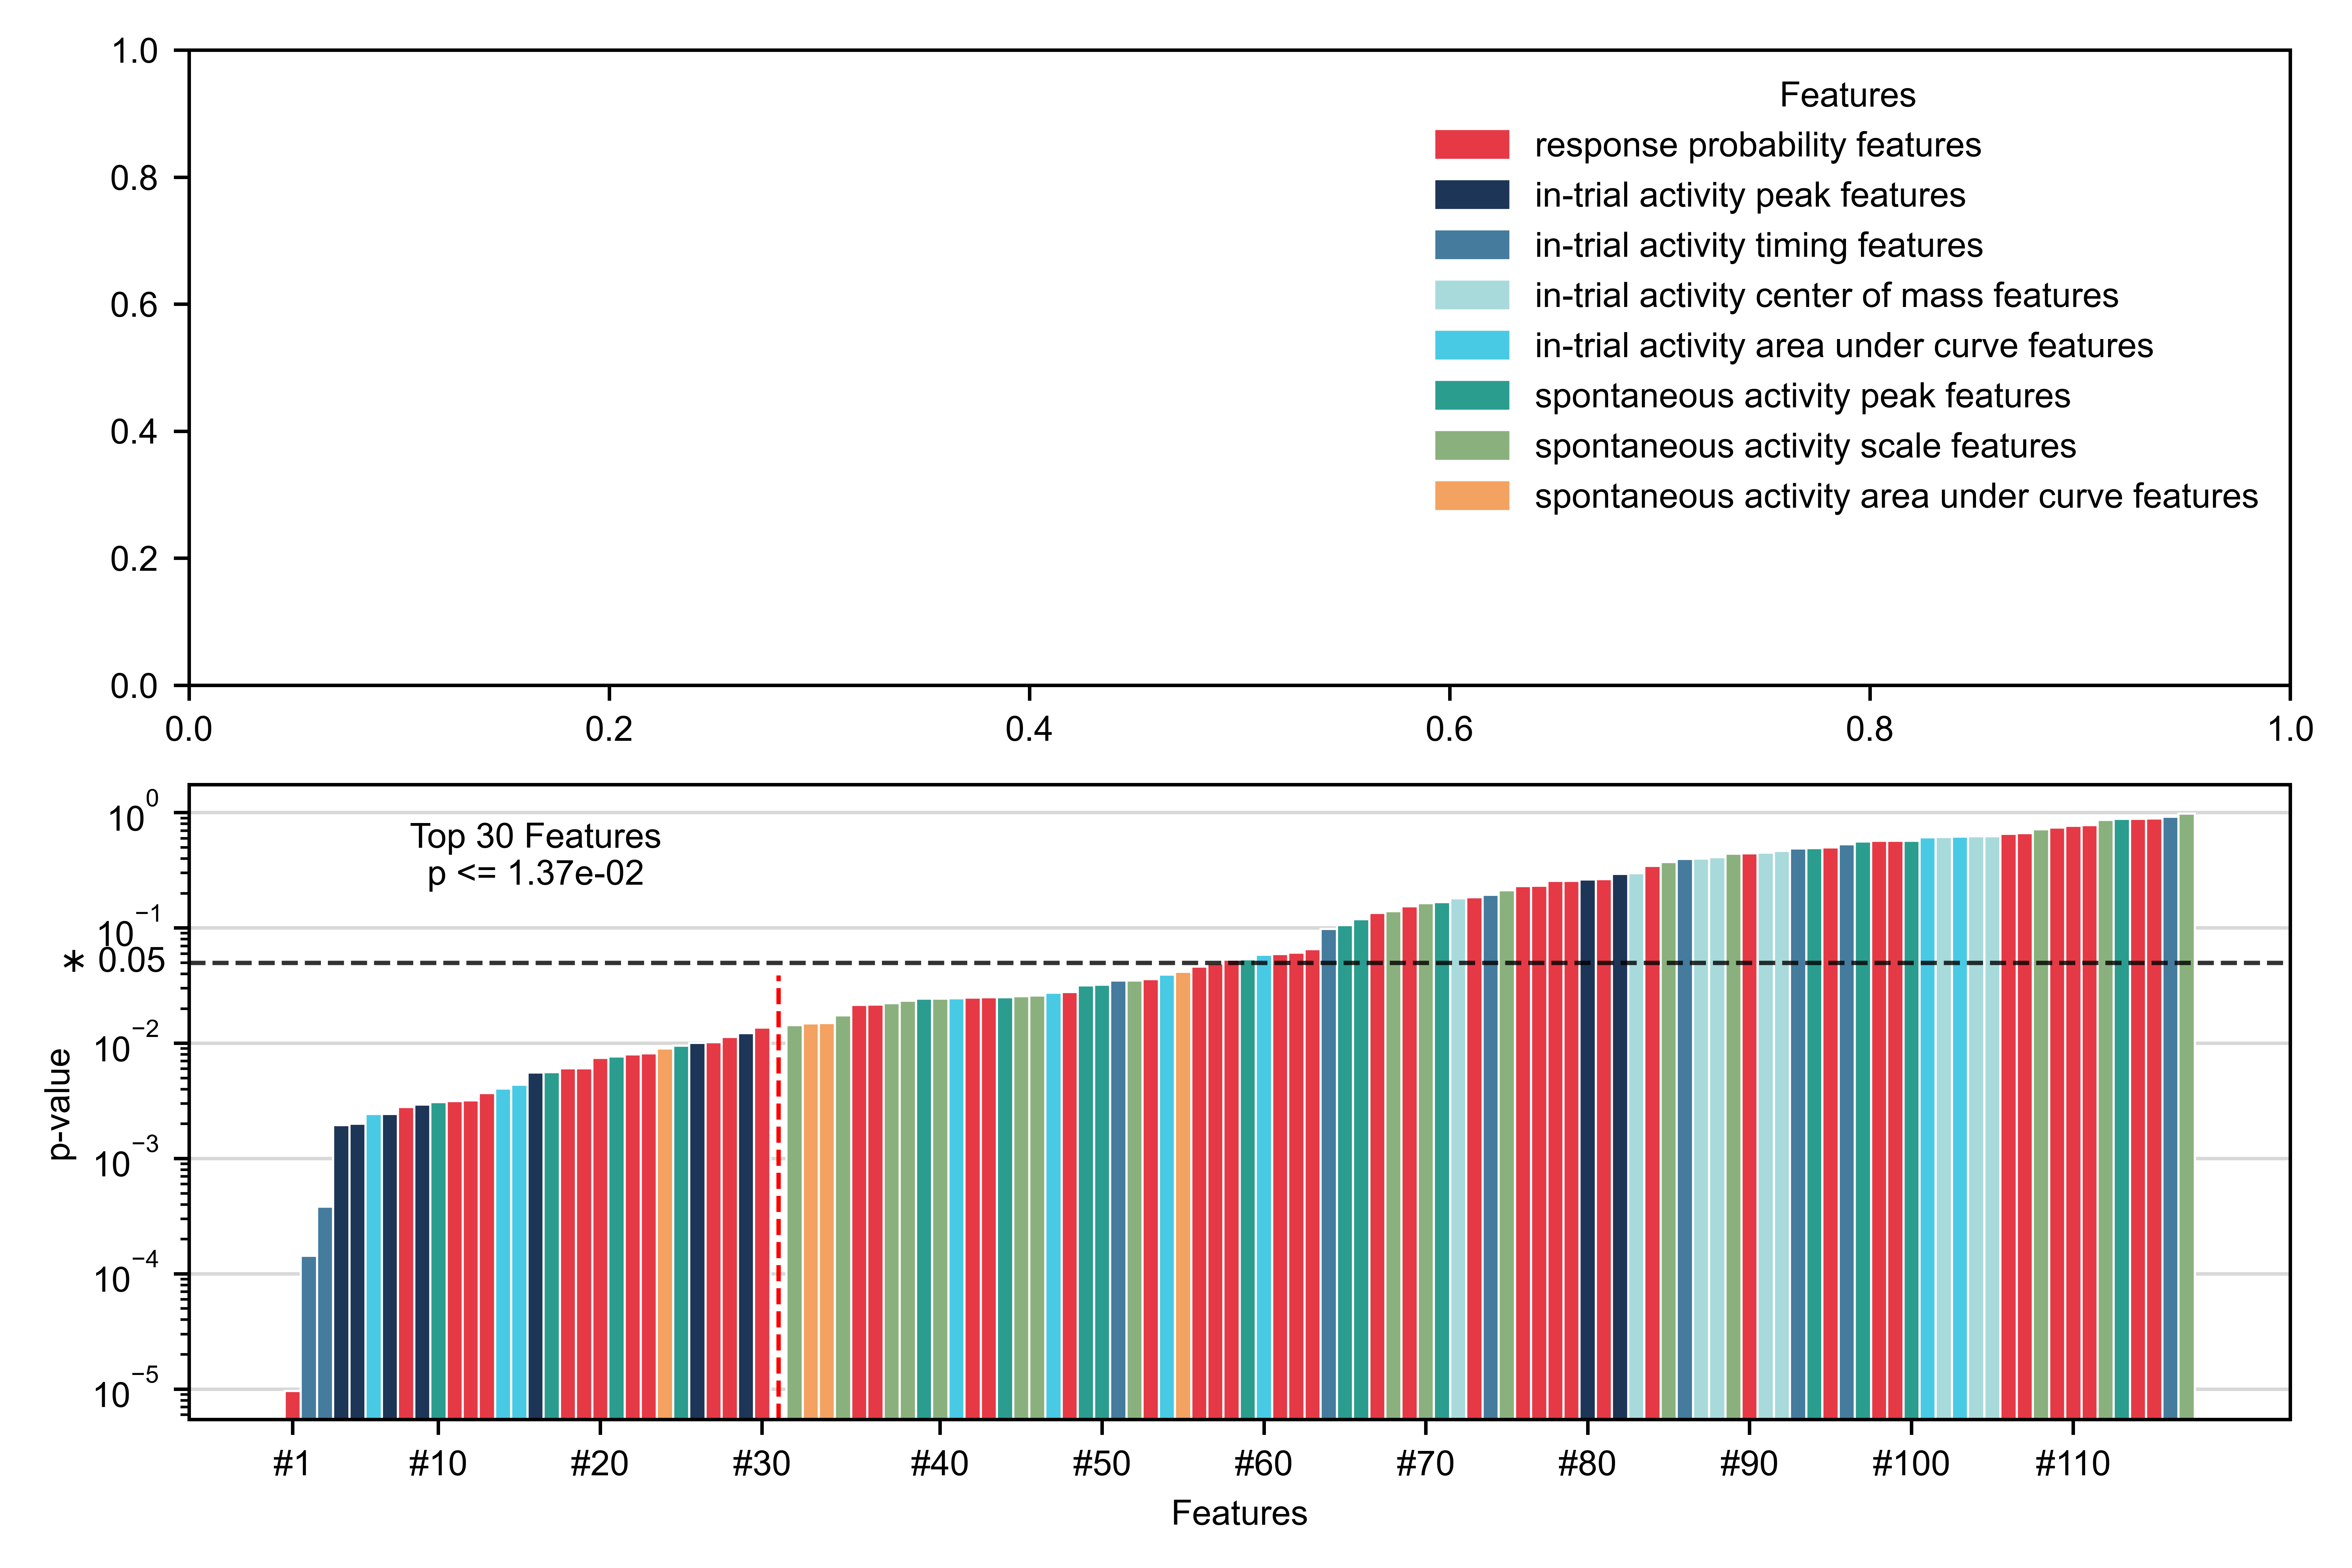 1.0
0.8
0.6
0.4
0.2
0.0
0.0 0.2 0.4 0.6 0.8 1.0
Features
response probability features
in-trial activity peak features
in-trial activity timing features
in-trial activity center of mass features
in-trial activity area under curve features
spontaneous activity peak features
spontaneous activity scale features
spontaneous activity area under curve features
Top 30 Features
p <= 1.37e-02
10⁰
10⁻¹
* 0.05
10⁻²
10⁻³
10⁻⁴
10⁻⁵
p-value
#1 #10 #20 #30 #40 #50 #60 #70 #80 #90 #100 #110
Features